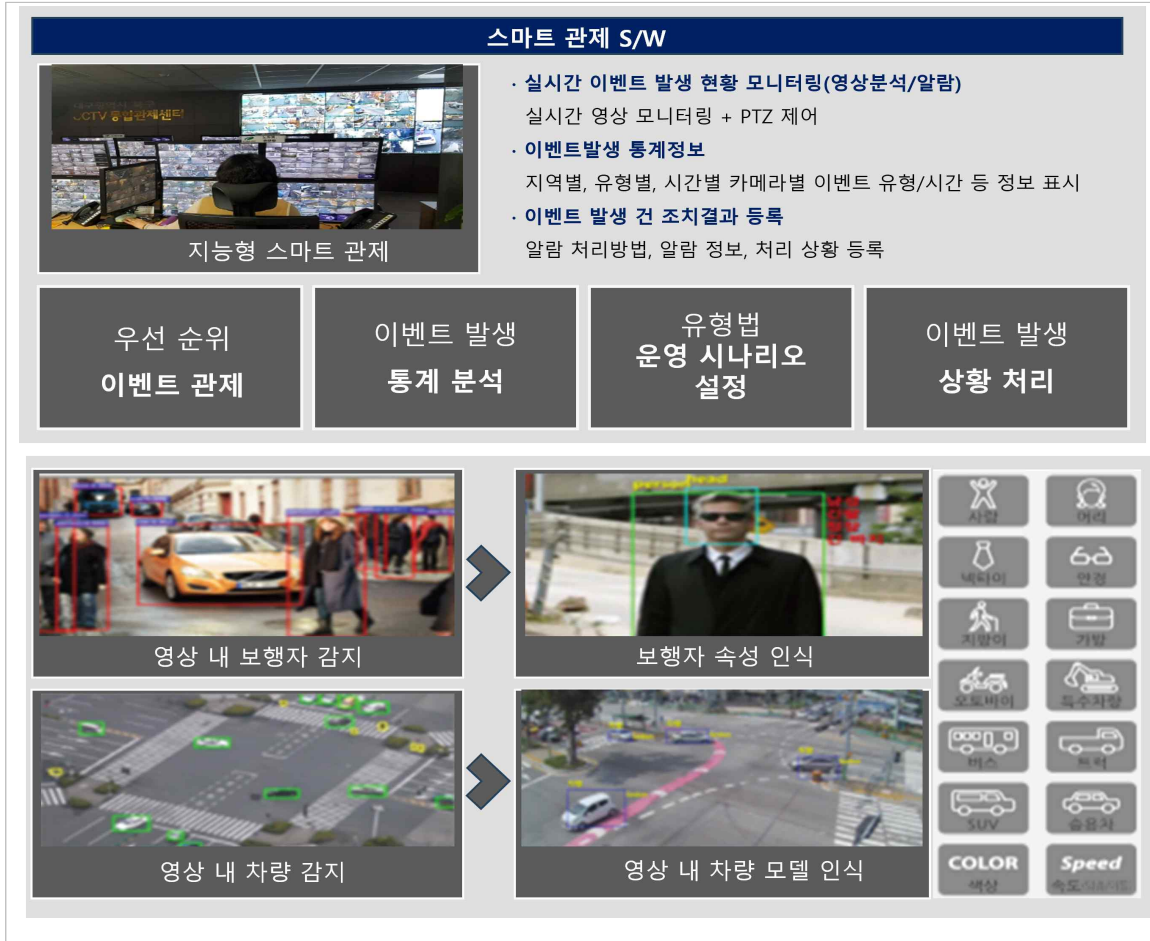 스마트 관제 S/W
CCTV통합관제센터
지능형 스마트 관제
· 실시간 이벤트 발생 현황 모니터링(영상분석/알람)
실시간 영상 모니터링 + PTZ 제어
· 이벤트발생 통계정보
지역별, 유형별, 시간별 카메라별 이벤트 유형/시간 등 정보 표시
· 이벤트 발생 건 조치결과 등록
알람 처리방법, 알람 정보, 처리 상황 등록
우선 순위
이벤트 관제
이벤트 발생
통계 분석
유형법
운영 시나리오
설정
이벤트 발생
상황 처리
영상 내 보행자 감지
person head
보행자 속성 인식
영상 내 차량 감지
영상 내 차량 모델 인식
사람
머리
넥타이
안경
지팡이
가방
오토바이
특수차량
버스
트럭
SUV
승용차
COLOR
색상
Speed
속도